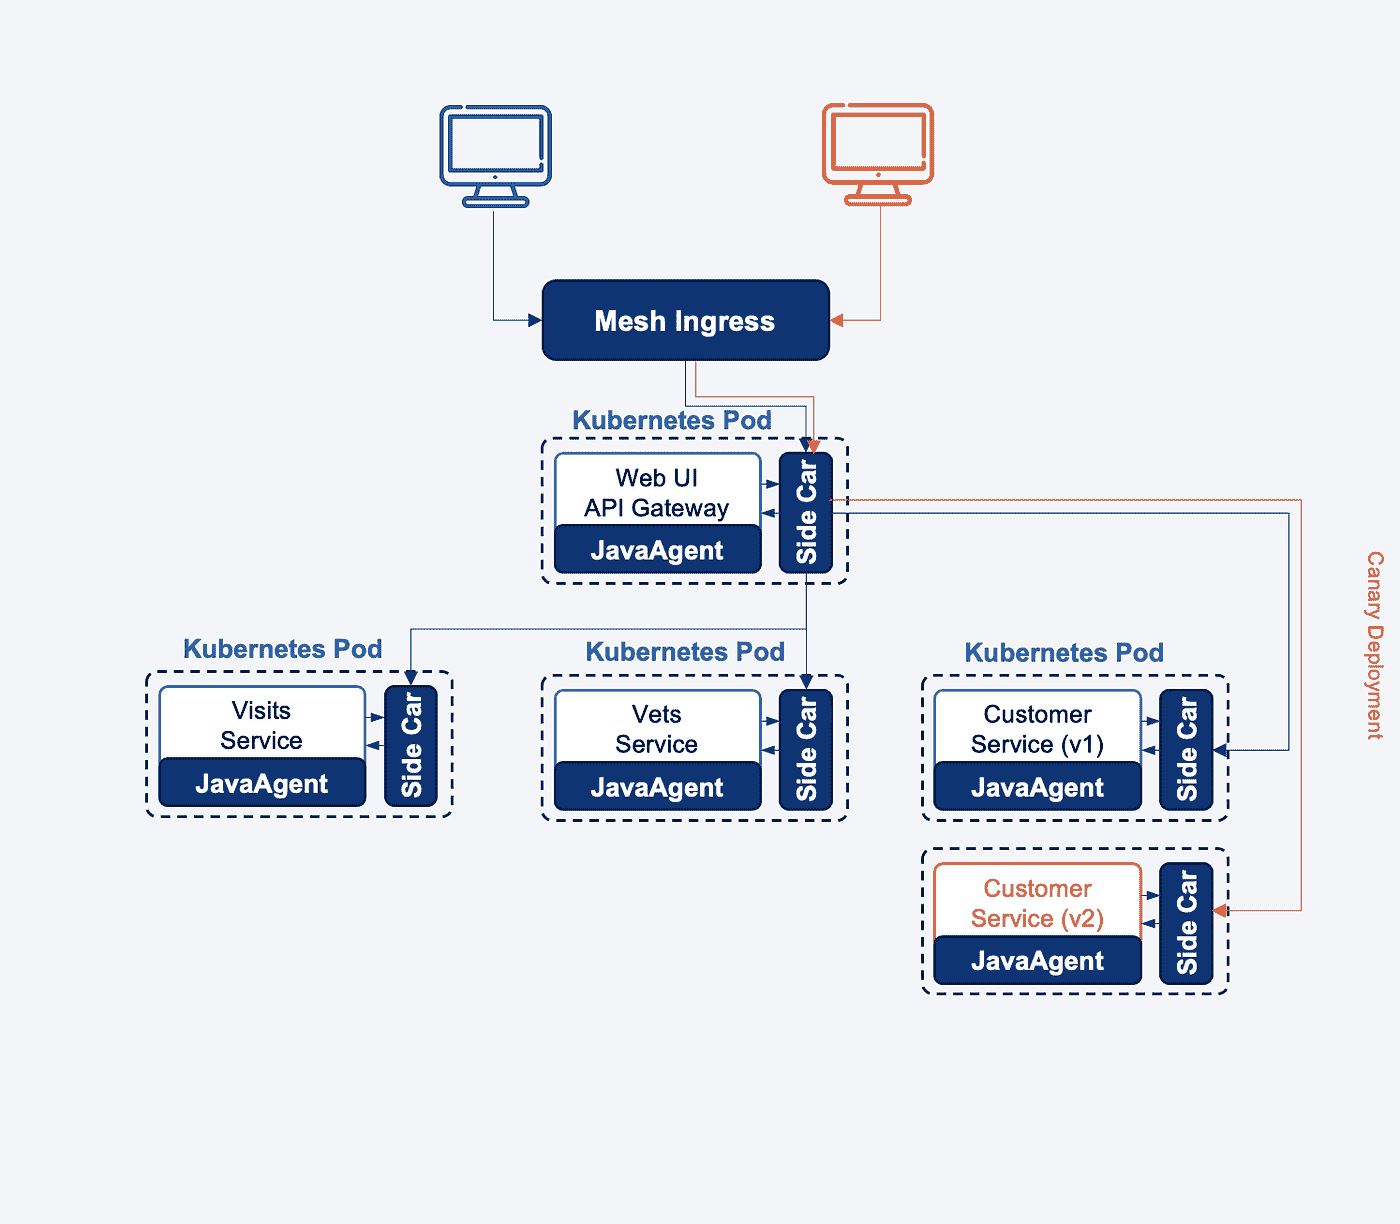 Mesh Ingress
Kubernetes Pod
Web UI
API Gateway
JavaAgent
Side Car
Canary Deployment
Kubernetes Pod
Visits
Service
JavaAgent
Side Car
Kubernetes Pod
Vets
Service
JavaAgent
Side Car
Kubernetes Pod
Customer
Service (v1)
JavaAgent
Side Car
Customer
Service (v2)
JavaAgent
Side Car